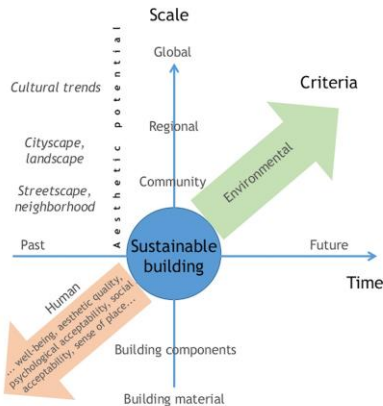 Scale
Global
Criteria
Cultural trends
Aesthetic potential
Regional
Cityscape,
landscape
Environmental
Community
Streetscape,
neighborhood
Past
Sustainable
building
Future
Time
Human
... well-being, aesthetic quality,
psychological acceptability, social
acceptability, sense of place...
Building components
Building material